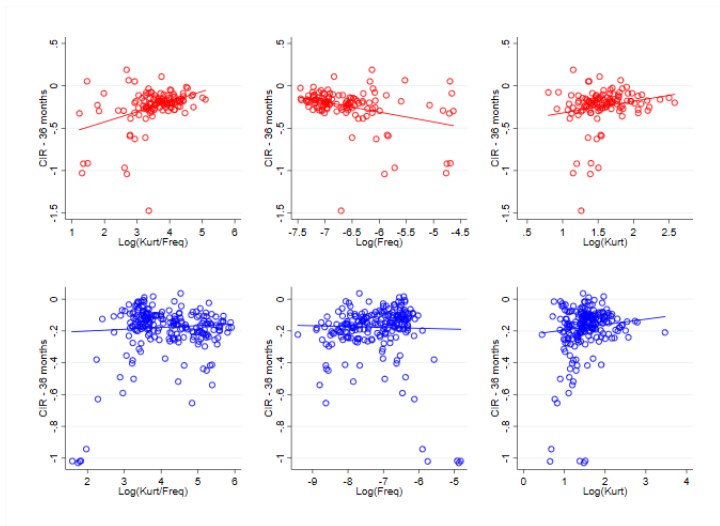 CIR - 36 months
.5
0
-.5
-1
-1.5
1 2 3 4 5 6
Log(Kurt/Freq)
CIR - 36 months
.5
0
-.5
-1
-1.5
-7.5 -7 -6.5 -6 -5.5 -5 -4.5
Log(Freq)
CIR - 36 months
.5
0
-.5
-1
-1.5
.5 1 1.5 2 2.5
Log(Kurt)
CIR - 36 months
0
-.2
-.4
-.6
-.8
-1
2 3 4 5 6
Log(Kurt/Freq)
CIR - 36 months
0
-.2
-.4
-.6
-.8
-1
-9 -8 -7 -6 -5
Log(Freq)
CIR - 36 months
0
-.2
-.4
-.6
-.8
-1
0 1 2 3 4
Log(Kurt)